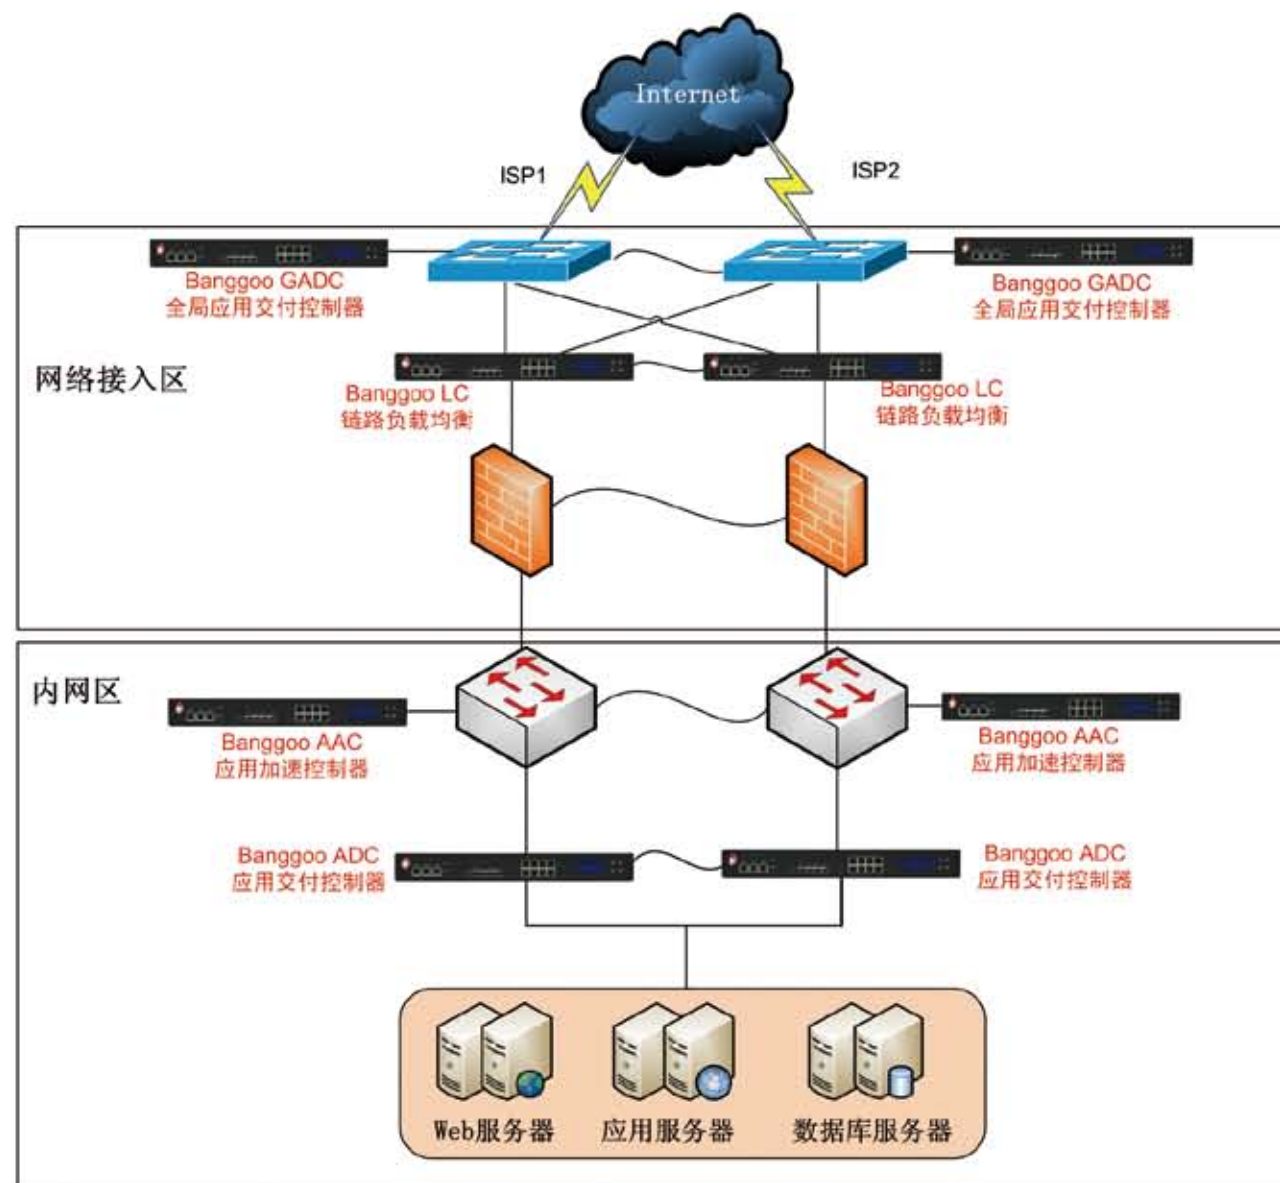 Internet
ISP1
ISP2
Banggoo GADC
全局应用交付控制器
Banggoo GADC
全局应用交付控制器
网络接入区
Banggoo LC
链路负载均衡
Banggoo LC
链路负载均衡
内网区
Banggoo AAC
应用加速控制器
Banggoo AAC
应用加速控制器
Banggoo ADC
应用交付控制器
Banggoo ADC
应用交付控制器
Web服务器
应用服务器
数据库服务器